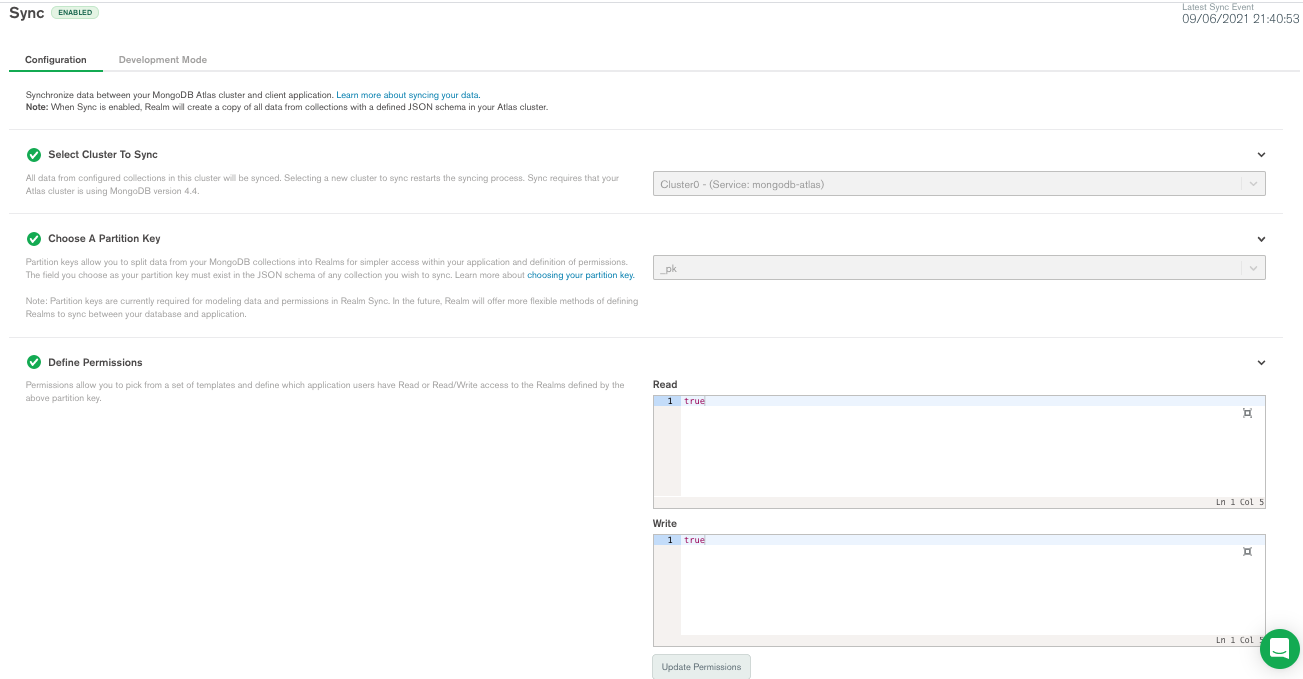 Sync ENABLED
Latest Sync Event
09/06/2021 21:40:53
Configuration Development Mode
Synchronize data between your MongoDB Atlas cluster and client application. Learn more about syncing your data.
Note: When Sync is enabled, Realm will create a copy of all data from collections with a defined JSON schema in your Atlas cluster.
Select Cluster To Sync
All data from configured collections in this cluster will be synced. Selecting a new cluster to sync restarts the syncing process. Sync requires that your
Atlas cluster is using MongoDB version 4.4.
Cluster0 - (Service: mongodb-atlas)
Choose A Partition Key
Partition keys allow you to split data from your MongoDB collections into Realms for simpler access within your application and definition of permissions.
The field you choose as your partition key must exist in the JSON schema of any collection you wish to sync. Learn more about choosing your partition key.
Note: Partition keys are currently required for modeling data and permissions in Realm Sync. In the future, Realm will offer more flexible methods of defining
Realms to sync between your database and application.
_pk
Define Permissions
Permissions allow you to pick from a set of templates and define which application users have Read or Read/Write access to the Realms defined by the
above partition key.
Read
1 true
Ln 1 Col 5
Write
1 true
Ln 1 Col 5
Update Permissions